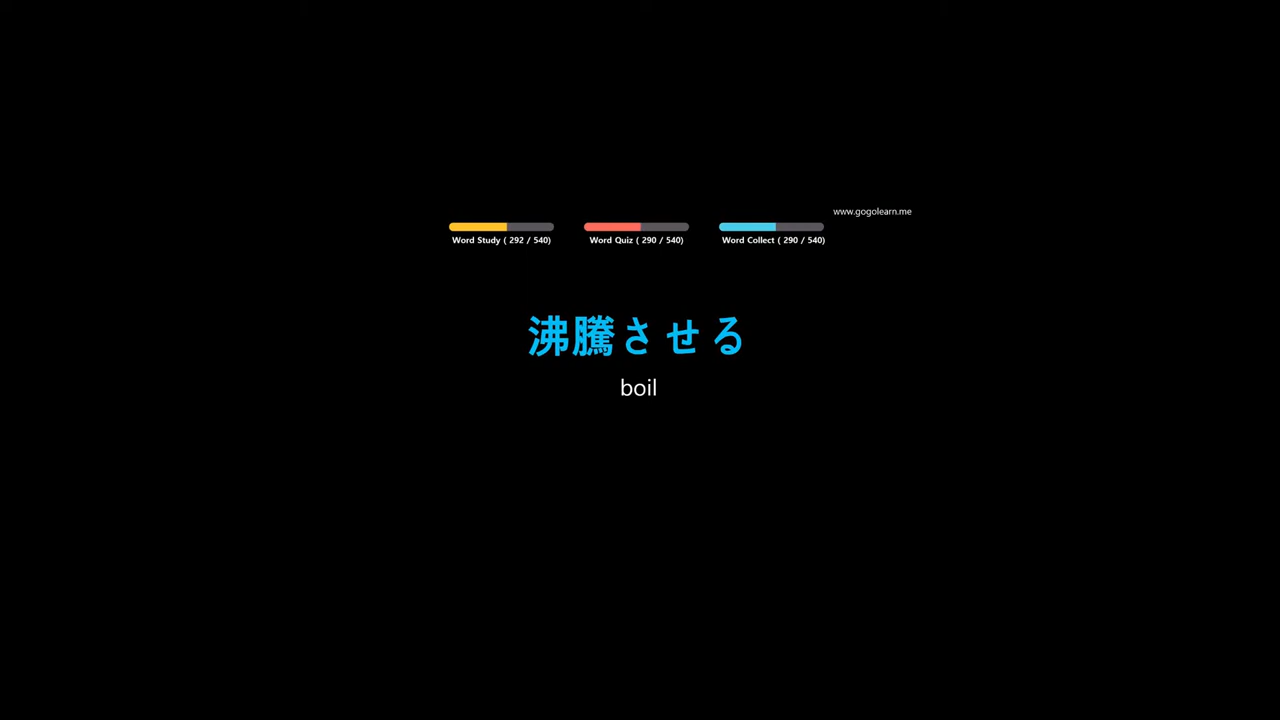 www.gogolearn.me
Word Study ( 292 / 540)
Word Quiz ( 290 / 540)
Word Collect ( 290 / 540)
沸騰させる
boil